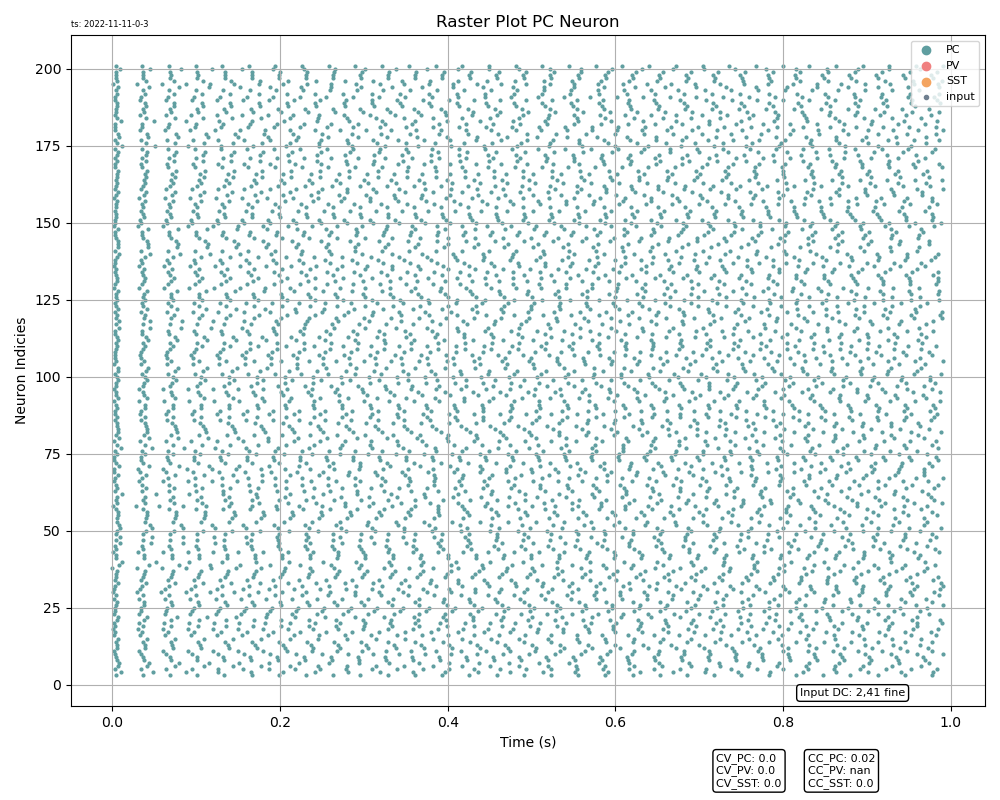 ts: 2022-11-11-0-3
Raster Plot PC Neuron
PC
PV
SST
input
Neuron Indicies
200
175
150
125
100
75
50
25
0
Input DC: 2,41 fine
0.0 0.2 0.4 0.6 0.8 1.0
Time (s)
CV_PC: 0.0
CV_PV: 0.0
CV_SST: 0.0
CC_PC: 0.02
CC_PV: nan
CC_SST: 0.0